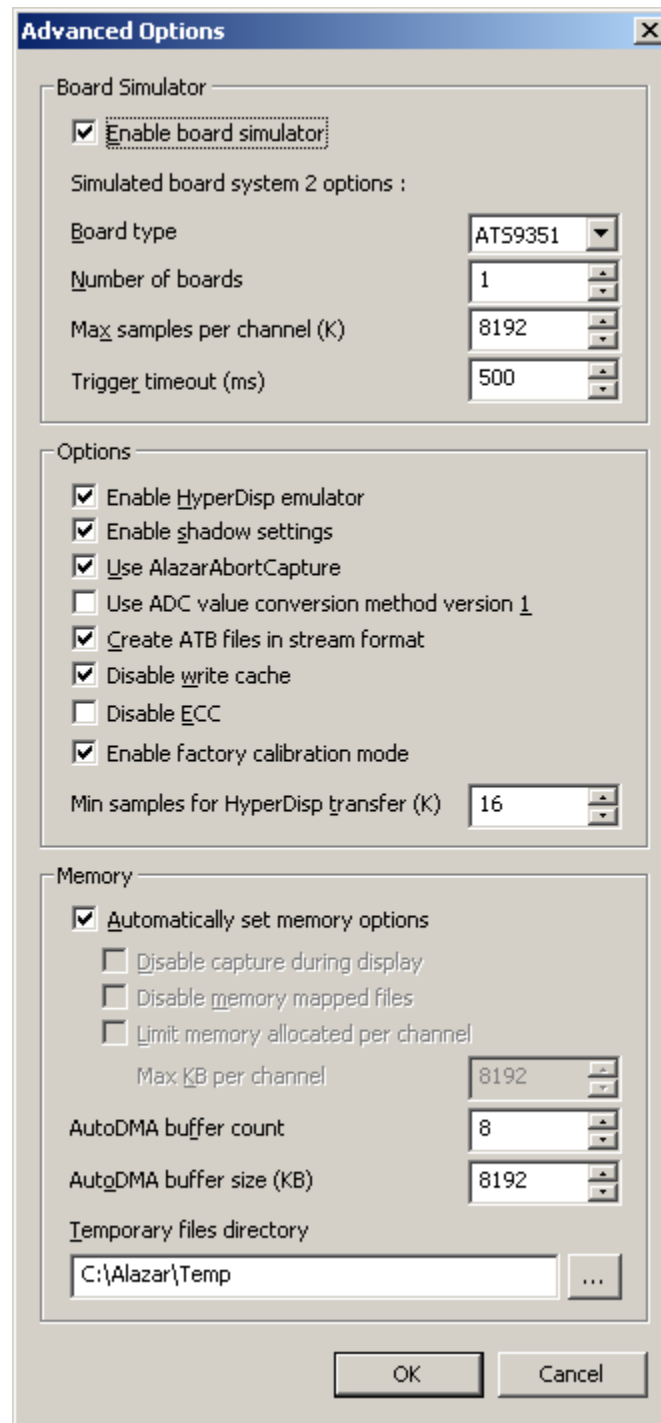 Advanced Options
Board Simulator
Enable board simulator
Simulated board system 2 options :
Board type ATS9351
Number of boards 1
Max samples per channel (K) 8192
Trigger timeout (ms) 500
Options
Enable HyperDisp emulator
Enable shadow settings
Use AlazarAbortCapture
Use ADC value conversion method version 1
Create ATB files in stream format
Disable write cache
Disable ECC
Enable factory calibration mode
Min samples for HyperDisp transfer (K) 16
Memory
Automatically set memory options
Disable capture during display
Disable memory mapped files
Limit memory allocated per channel
Max KB per channel 8192
AutoDMA buffer count 8
AutoDMA buffer size (KB) 8192
Temporary files directory
C:\Alazar\Temp ...
OK Cancel